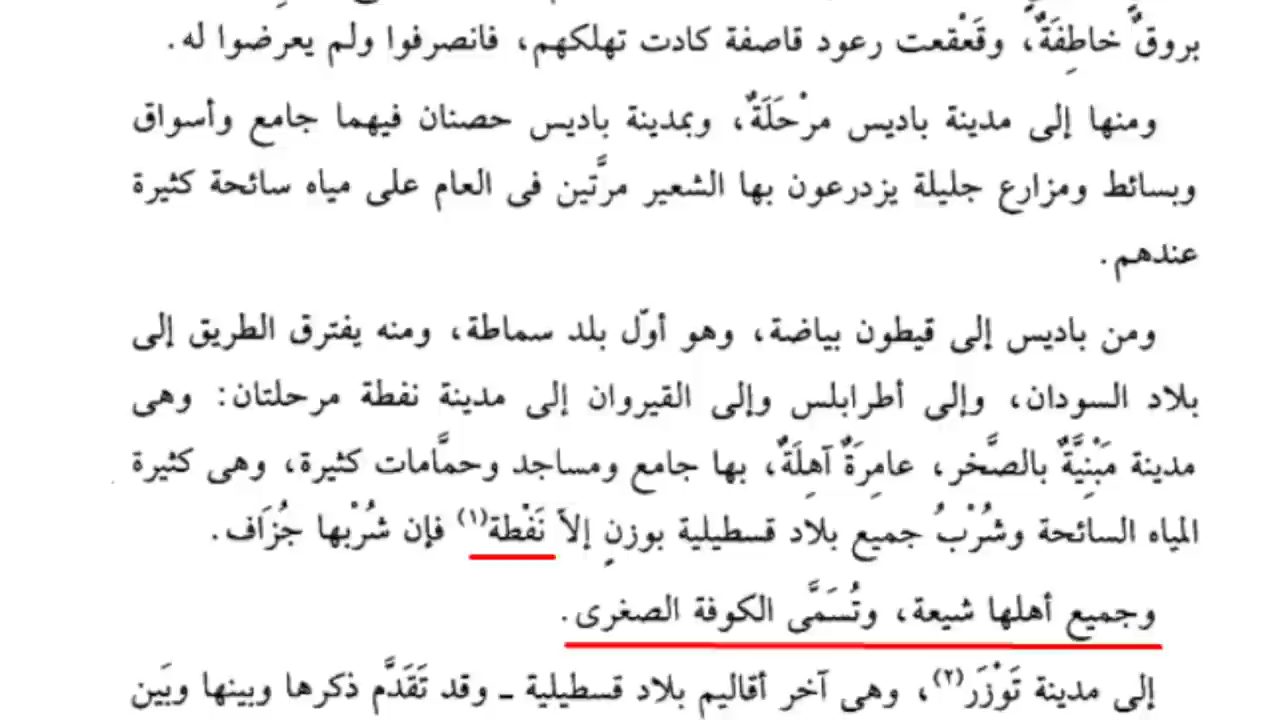 بروقٌ خاطِفَةٌ، وقَعْقعت رعود قاصفة كادت تهلكهم، فانصرفوا ولم يعرضوا له.
ومنها إلى مدينة باديس مرْحَلَةٌ، وبمدينة باديس حصنان فيهما جامع وأسواق
وبسائط ومزارع جليلة يزدرعون بها الشعير مرَّتين فى العام على مياه سائحة كثيرة
عندهم.
ومن باديس إلى قيطون بياضة، وهو أوّل بلد سماطة، ومنه يفترق الطريق إلى
بلاد السودان، وإلى أطرابلس وإلى القيروان إلى مدينة نفطة مرحلتان: وهى
مدينة مَبْنِيَّةٌ بالصَّخر، عامِرَةٌ آهِلَةٌ، بها جامع ومساجد وحمَّامات كثيرة، وهى كثيرة
المياه السائحة وشُرْبُ جميع بلاد قسطيلية بوزنٍ إلاّ نَفْطة(١) فإن شُرْبها جُزَاف.
وجميع أهلها شيعة، وتُسَمَّى الكوفة الصغرى.
إلى مدينة تَوْزَر(٢)، وهى آخر أقاليم بلاد قسطيلية ـ وقد تَقَدَّم ذكرها وبينها وبَين